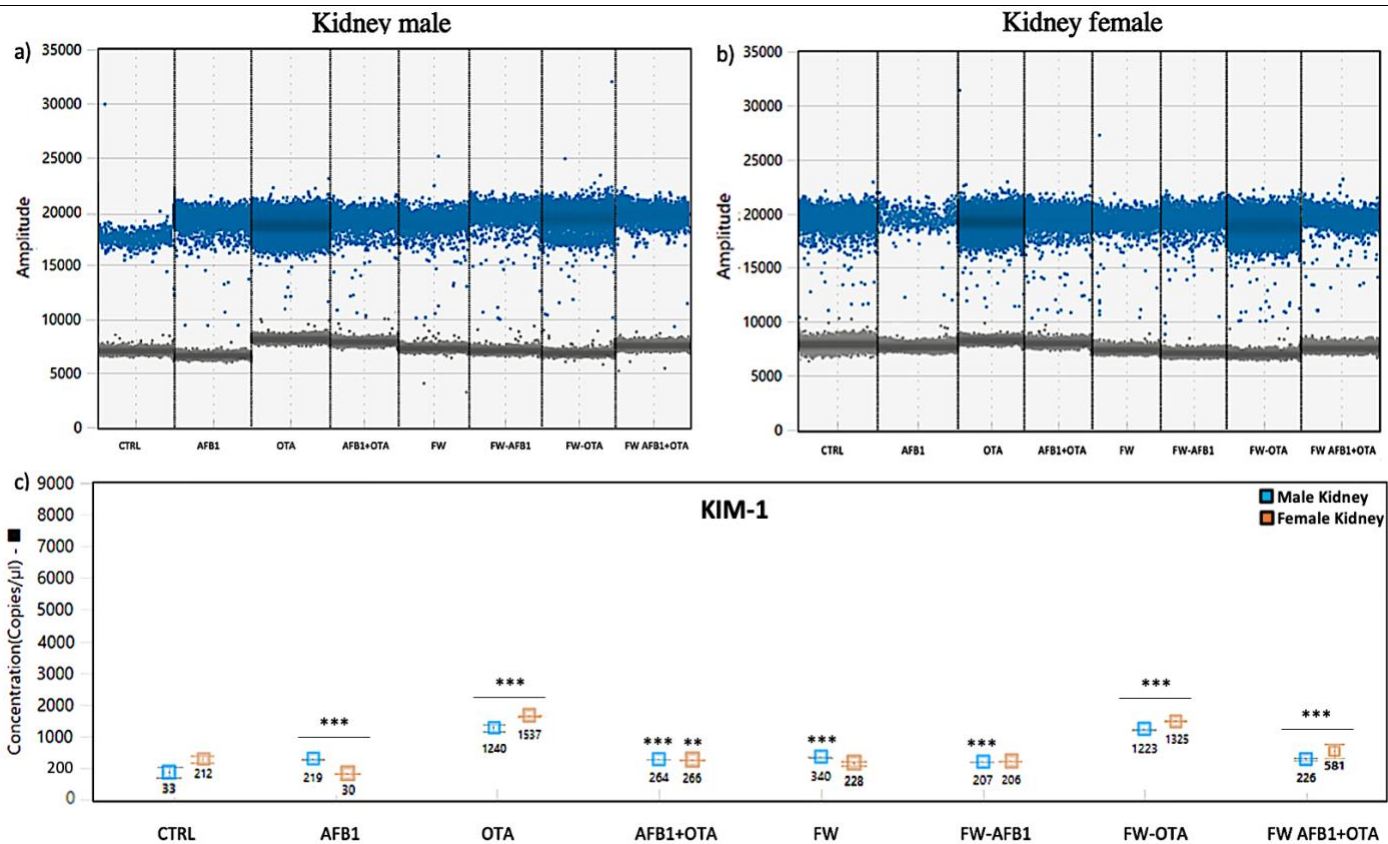 Kidney male
Kidney female
a)
35000
30000
25000
20000
15000
10000
5000
0
Amplitude
CTRL AFB1 OTA AFB1+OTA FW FW-AFB1 FW-OTA FW AFB1+OTA
b)
35000
30000
25000
20000
15000
10000
5000
0
Amplitude
CTRL AFB1 OTA AFB1+OTA FW FW-AFB1 FW-OTA FW AFB1+OTA
c)
KIM-1
Male Kidney
Female Kidney
Concentration(Copies/µl) - ■
9000
8000
7000
6000
5000
4000
3000
2000
1000
200
0
33 212
*** 219 30
*** 1240 1537
*** ** 264 266
*** 340 228
*** 207 206
*** 1223 1325
*** 226 581
CTRL AFB1 OTA AFB1+OTA FW FW-AFB1 FW-OTA FW AFB1+OTA